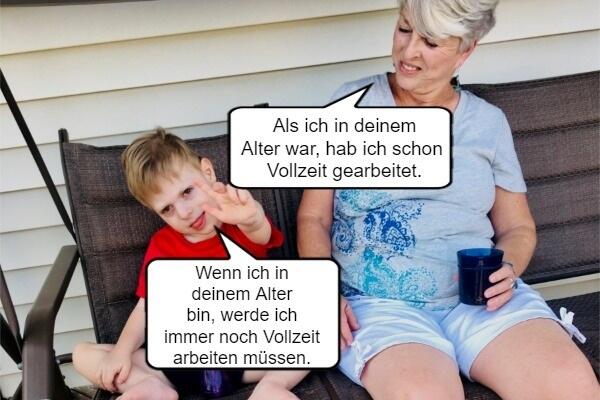 Als ich in deinem
Alter war, hab ich schon
Vollzeit gearbeitet.
Wenn ich in
deinem Alter
bin, werde ich
immer noch Vollzeit
arbeiten müssen.